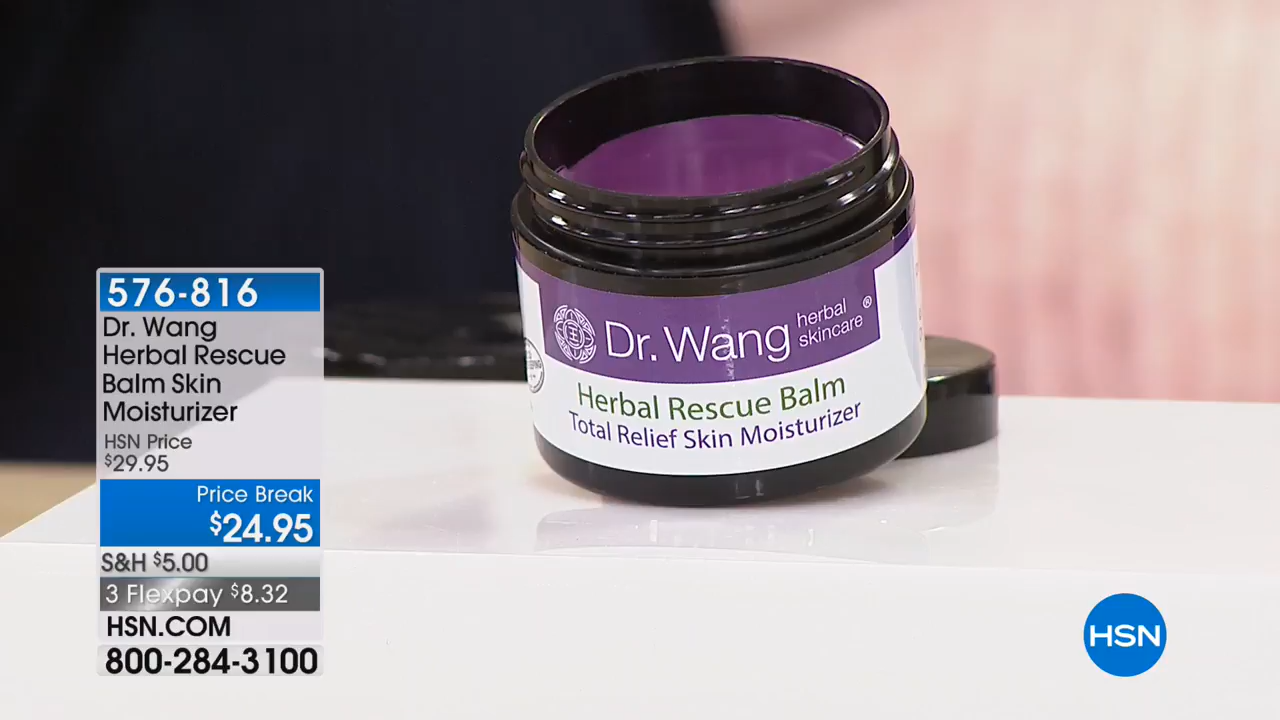 576-816
Dr. Wang
Herbal Rescue
Balm Skin
Moisturizer
HSN Price
$29.95
Price Break
$24.95
S&H $5.00
3 Flexpay $8.32
HSN.COM
800-284-3100
Dr. Wang herbal skincare®
Herbal Rescue Balm
Total Relief Skin Moisturizer
HSN